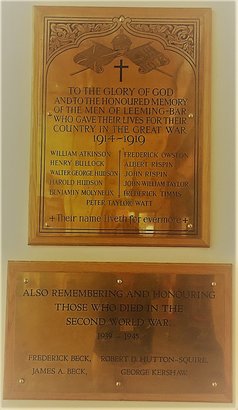 TO THE GLORY OF GOD
AND TO THE HONOURED MEMORY
OF THE MEN OF LEEMING-BAR
WHO GAVE THEIR LIVES FOR THEIR
COUNTRY IN THE GREAT WAR
1914-1919
WILLIAM ATKINSON FREDERICK OWSTON
HENRY BULLOCK ALBERT RISPIN
WALTER GEORGE HUDSON JOHN RISPIN
HAROLD HUDSON JOHN WILLIAM TAYLOR
BENJAMIN MOLYNEUX FREDERICK TIMMS
PETER TAYLOR WATT
+Their name liveth for evermore+
ALSO REMEMBERING AND HONOURING
THOSE WHO DIED IN THE
SECOND WORLD WAR.
1939 - 1945
FREDERICK BECK, ROBERT D. HUTTON-SQUIRE,
JAMES A. BECK, GEORGE KERSHAW.